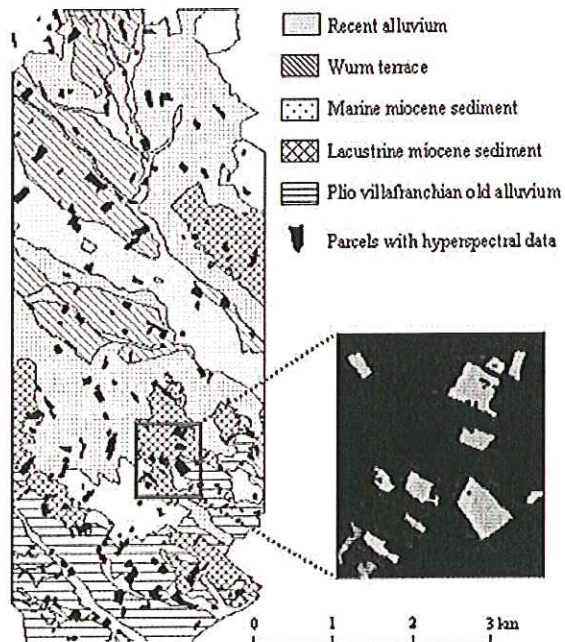 Recent alluvium
Wurm terrace
Marine miocene sediment
Lacustrine miocene sediment
Plio villafranchian old alluvium
Parcels with hyperspectral data
0 1 2 3 km